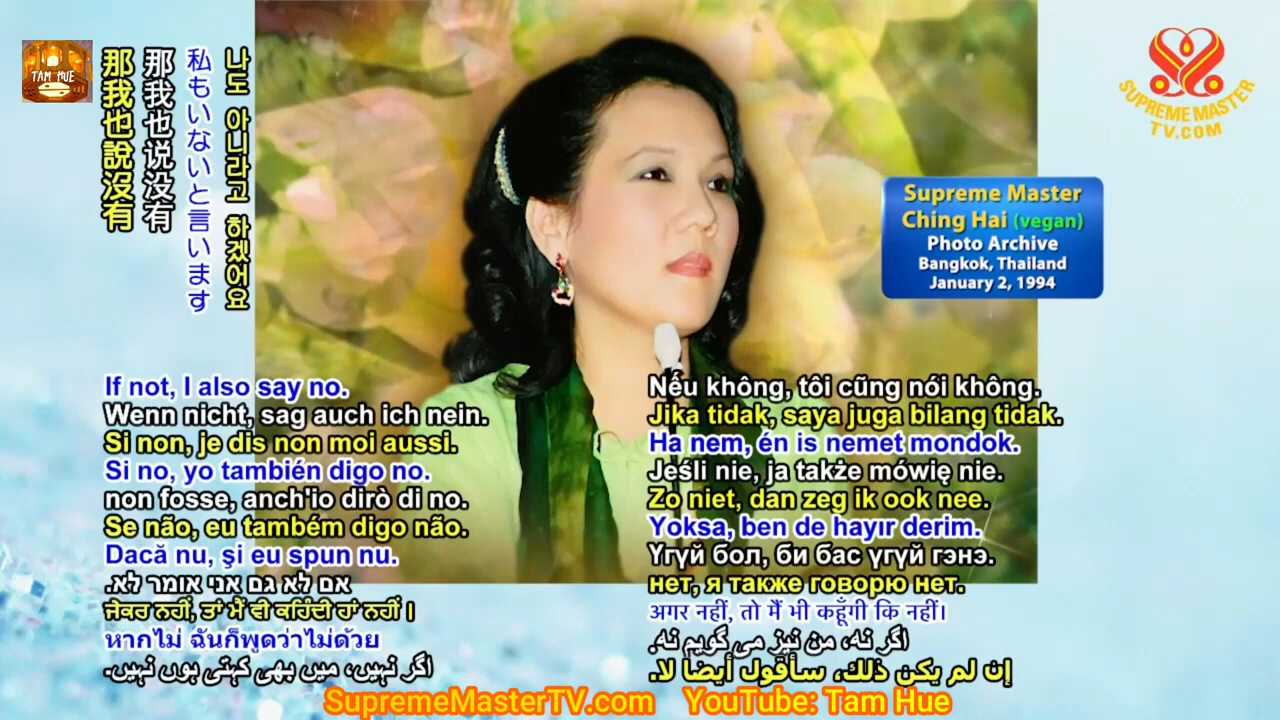 TAM HUE
那我也說沒有
那我也说没有
私もいないと言います
나도 아니라고 하겠어요
SUPREME MASTER
TV.COM
Supreme Master
Ching Hai (vegan)
Photo Archive
Bangkok, Thailand
January 2, 1994
If not, I also say no.
Wenn nicht, sag auch ich nein.
Si non, je dis non moi aussi.
Si no, yo también digo no.
non fosse, anch'io dirò di no.
Se não, eu também digo não.
Dacă nu, şi eu spun nu.
אם לא גם אני אומר לא.
ਜੇਕਰ ਨਹੀਂ, ਤਾਂ ਮੈਂ ਵੀ ਕਹਿੰਦੀ ਹਾਂ ਨਹੀਂ।
หากไม่ ฉันก็พูดว่าไม่ด้วย
اگر نہیں، میں بھی کہتی ہوں نہیں.
Nếu không, tôi cũng nói không.
Jika tidak, saya juga bilang tidak.
Ha nem, én is nemet mondok.
Jeśli nie, ja także mówię nie.
Zo niet, dan zeg ik ook nee.
Yoksa, ben de hayır derim.
Үгүй бол, би бас үгүй гэнэ.
нет, я также говорю нет.
अगर नहीं, तो मैं भी कहूँगी कि नहीं।
اگر نه، من نیز می گویم نه.
إن لم يكن ذلك، سأقول أيضا لا.
SupremeMasterTV.com YouTube: Tam Hue